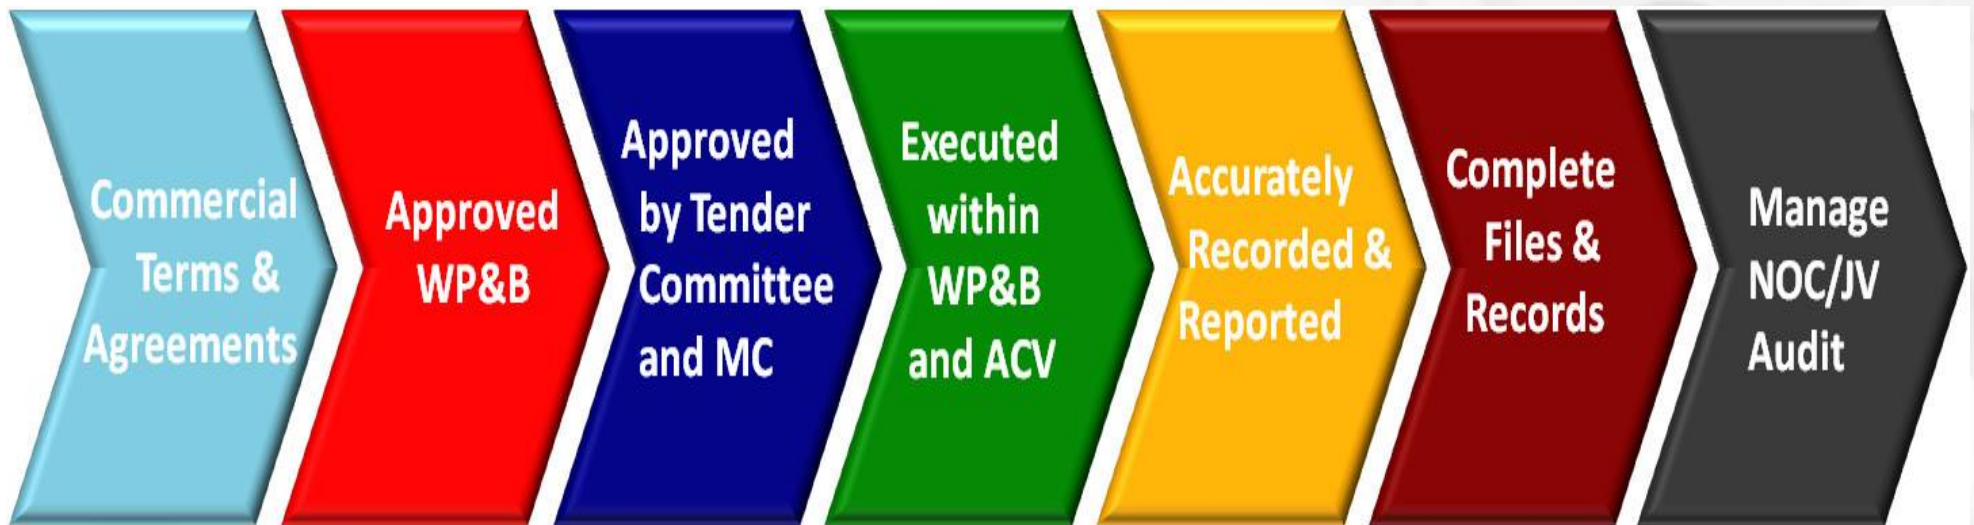 Commercial
Terms &
Agreements
Approved
WP&B
Approved
by Tender
Committee
and MC
Executed
within
WP&B
and ACV
Accurately
Recorded &
Reported
Complete
Files &
Records
Manage
NOC/JV
Audit